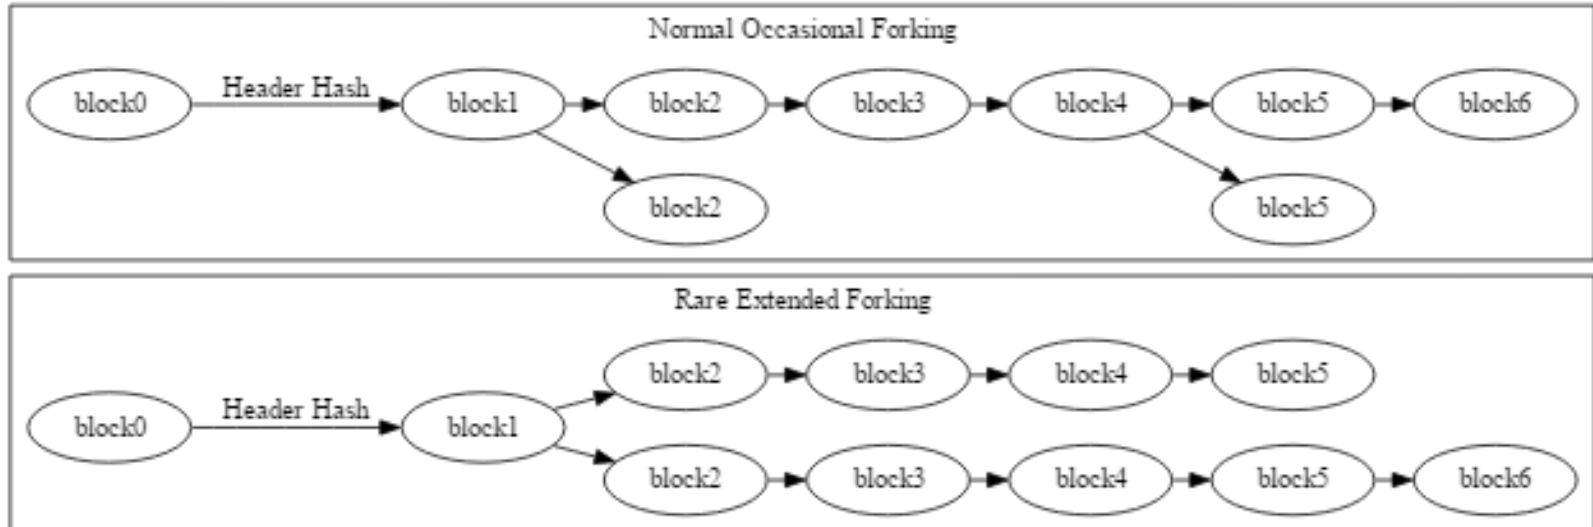 Normal Occasional Forking
block0 Header Hash block1 block2 block3 block4 block5 block6
block2 block5
Rare Extended Forking
block2 block3 block4 block5
block0 Header Hash block1
block2 block3 block4 block5 block6